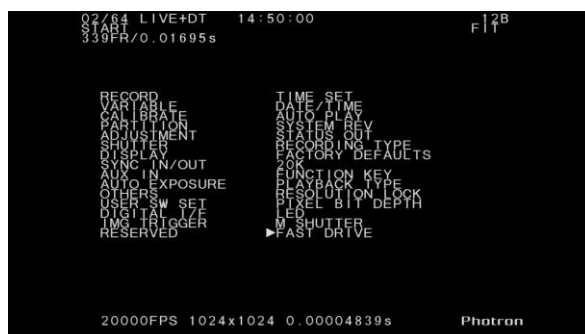 02/64 LIVE+DT 14:50:00 12B
START FIT
339FR/0.01695s
RECORD TIME SET
VARIABLE DATE/TIME
CALIBRATE AUTO PLAY
PARTITION SYSTEM REV
ADJUSTMENT STATUS OUT
SHUTTER RECORDING TYPE
DISPLAY FACTORY DEFAULTS
SYNC IN/OUT 20K
AUX IN FUNCTION KEY
AUTO EXPOSURE PLAYBACK TYPE
OTHERS RESOLUTION LOCK
USER SW SET PIXEL BIT DEPTH
DIGITAL I/F LED
IMG TRIGGER M SHUTTER
RESERVED ▶FAST DRIVE
20000FPS 1024x1024 0.00004839s Photron